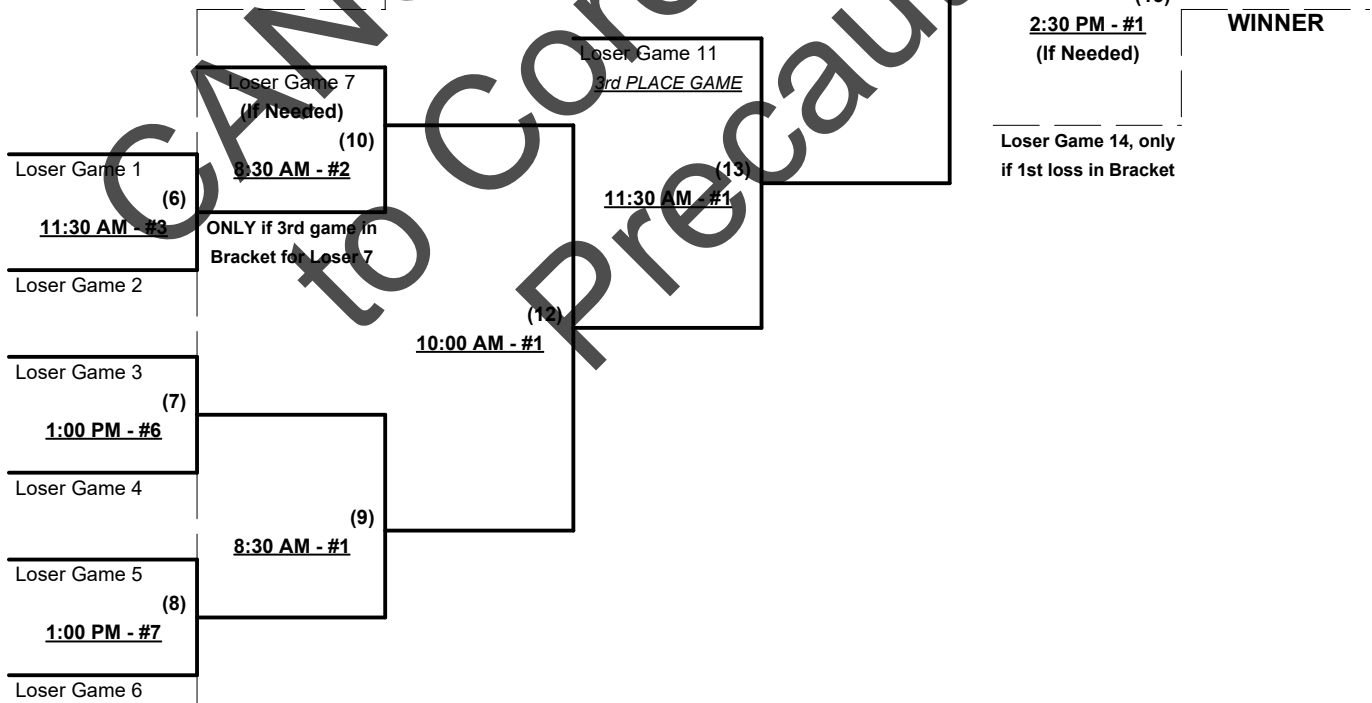 2:30 PM - #1
(If Needed)
WINNER
Loser Game 11
3rd PLACE GAME
Loser Game 7
(If Needed)
(10)
8:30 AM - #2
Loser Game 14, only
if 1st loss in Bracket
Loser Game 1
(6)
11:30 AM - #3
Loser Game 2
ONLY if 3rd game in
Bracket for Loser 7
(13)
11:30 AM - #1
(12)
10:00 AM - #1
Loser Game 3
(7)
1:00 PM - #6
Loser Game 4
(9)
8:30 AM - #1
Loser Game 5
(8)
1:00 PM - #7
Loser Game 6
CAN
to Cor
Precau